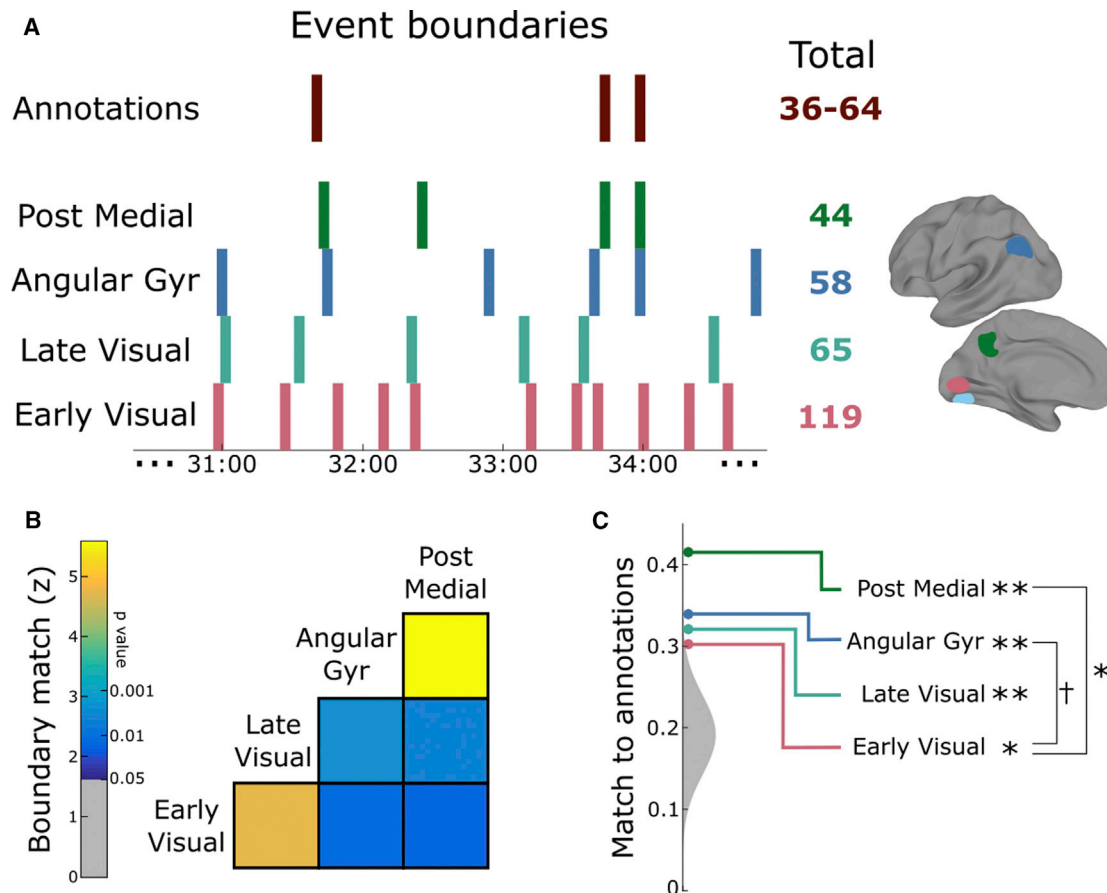 A
Event boundaries
Total
Annotations
36-64
Post Medial
44
Angular Gyr
58
Late Visual
65
Early Visual
119
... 31:00 32:00 33:00 34:00 ...
B
Boundary match (z)
5
4
3
2
1
0
p value
0.001
0.01
0.05
Post
Medial
Angular
Gyr
Late
Visual
Early
Visual
C
Match to annotations
0.4
0.3
0.2
0.1
0
Post Medial **
Angular Gyr **
Late Visual **
Early Visual *
†
*